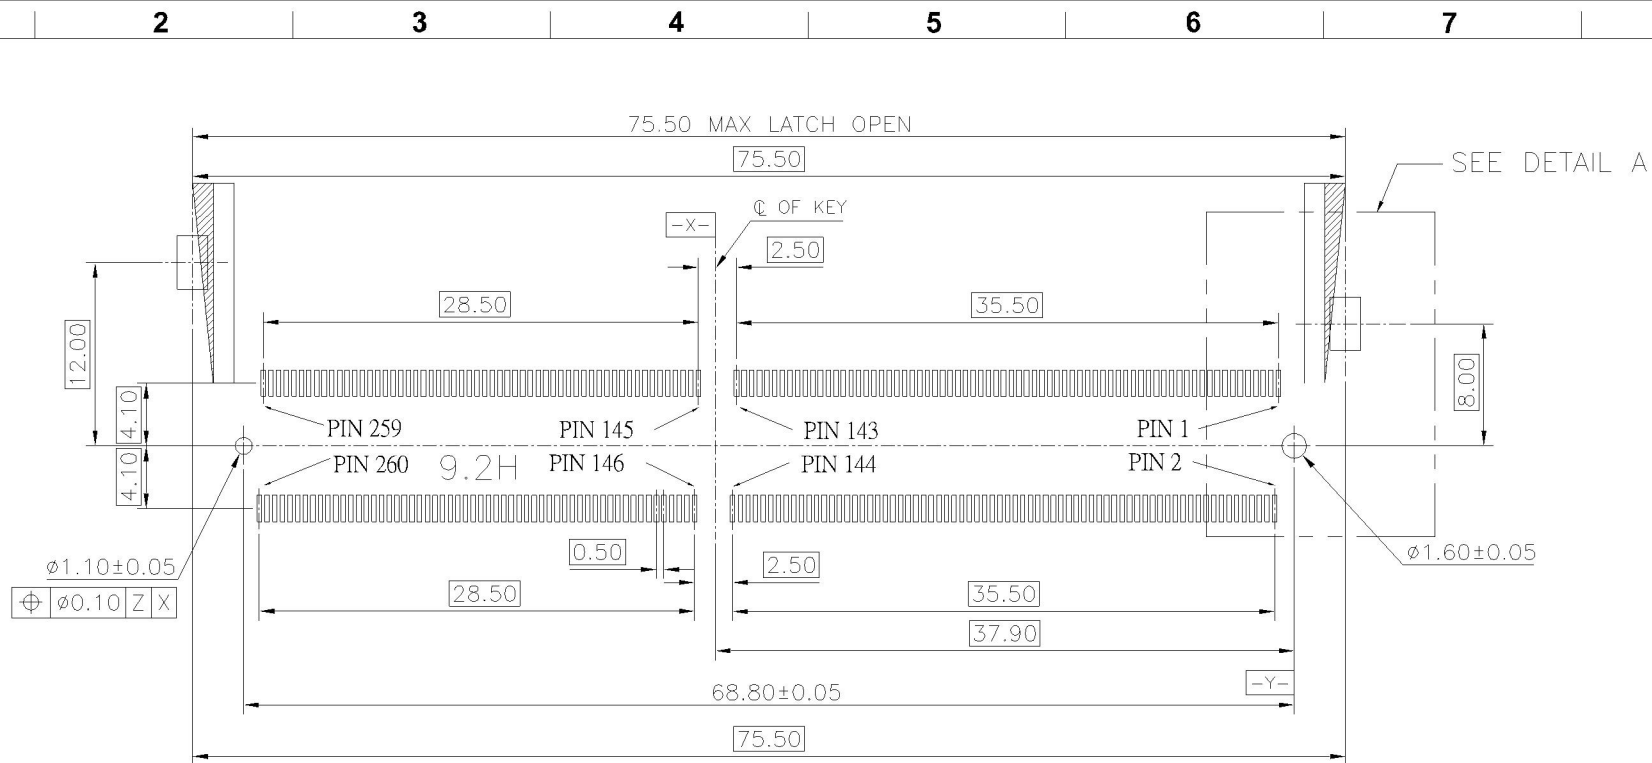 2 3 4 5 6 7
75.50 MAX LATCH OPEN
75.50
SEE DETAIL A
℄ OF KEY
-X-
2.50
28.50
35.50
12.00
8.00
4.10
PIN 259
PIN 145
PIN 143
PIN 1
4.10
PIN 260
9.2H
PIN 146
PIN 144
PIN 2
0.50
2.50
ø1.10±0.05
ø1.60±0.05
⌖ ø0.10 Z X
28.50
35.50
37.90
-Y-
68.80±0.05
75.50